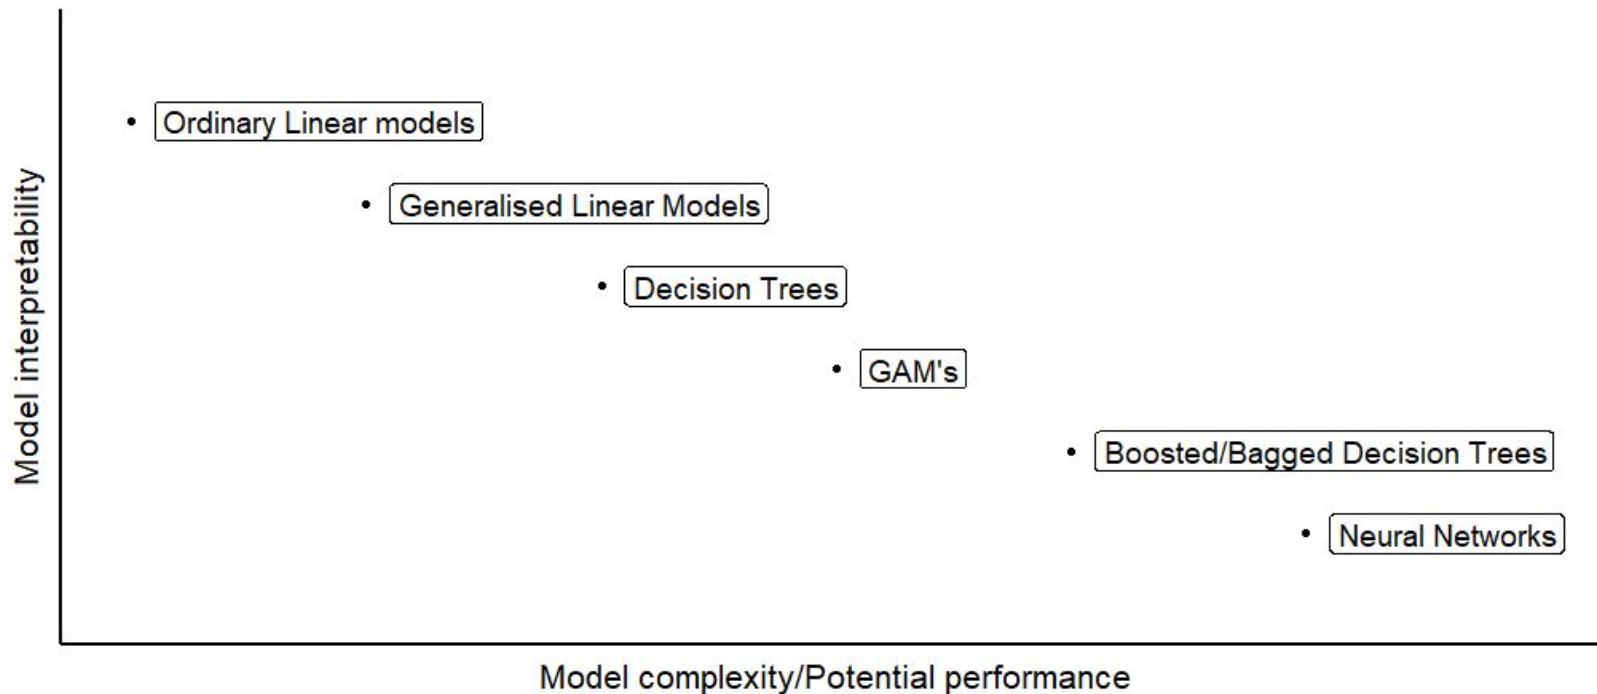 Ordinary Linear models
Generalised Linear Models
Decision Trees
GAM's
Boosted/Bagged Decision Trees
Neural Networks
Model interpretability
Model complexity/Potential performance